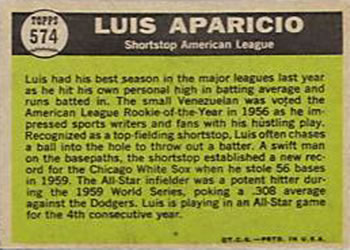 TOPPS
574
LUIS APARICIO
Shortstop American League
Luis had his best season in the major leagues last year
as he hit his own personal high in batting average and
runs batted in. The small Venezuelan was voted the
American League Rookie-of-the-Year in 1956 as he im-
pressed sports writers and fans with his hustling play.
Recognized as a top-fielding shortstop, Luis often chases
a ball into the hole to throw out a batter. A swift man
on the basepaths, the shortstop established a new rec-
ord for the Chicago White Sox when he stole 56 bases
in 1959. The All-Star infielder was a potent hitter during
the 1959 World Series, poking a .308 average
against the Dodgers. Luis is playing in an All-Star game for
the 4th consecutive year.
©T.C.G.—PRTD. IN U.S.A.